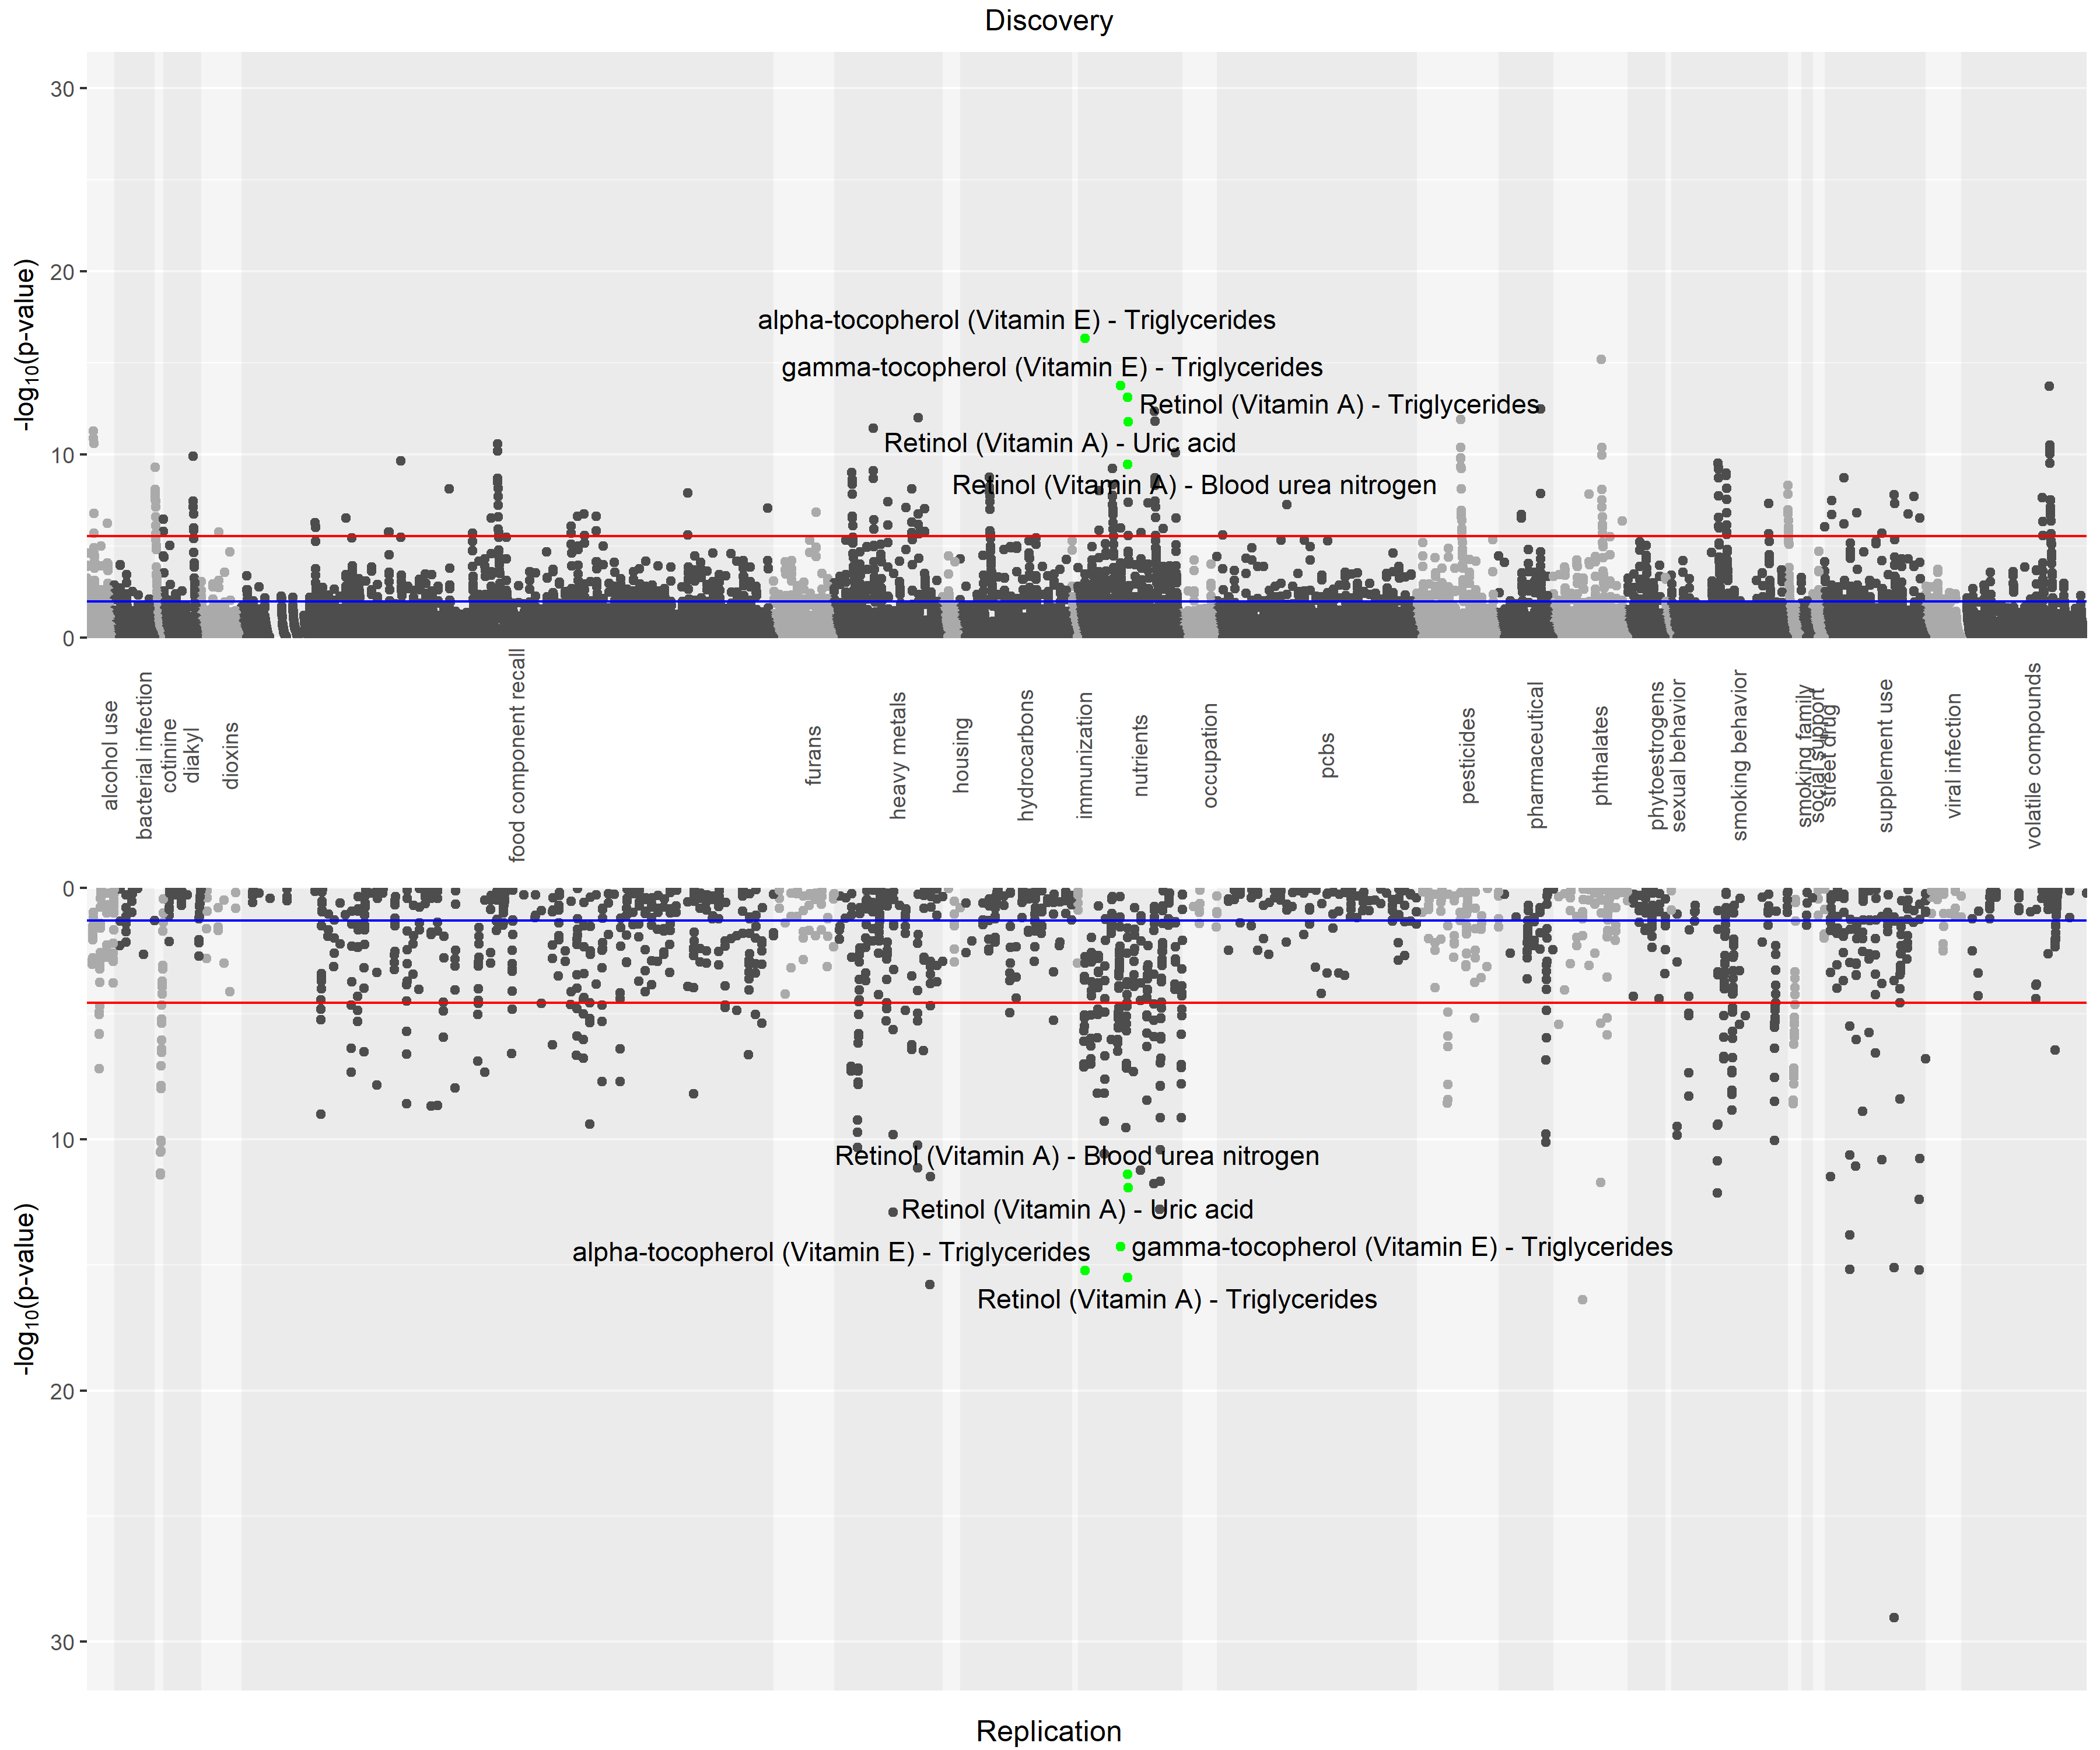 Discovery
30
20
10
0
-log10(p-value)
alpha-tocopherol (Vitamin E) - Triglycerides
gamma-tocopherol (Vitamin E) - Triglycerides
Retinol (Vitamin A) - Triglycerides
Retinol (Vitamin A) - Uric acid
Retinol (Vitamin A) - Blood urea nitrogen
alcohol use
bacterial infection
cotinine
diakyl
dioxins
food component recall
furans
heavy metals
housing
hydrocarbons
immunization
nutrients
occupation
pcbs
pesticides
pharmaceutical
phthalates
phytoestrogens
sexual behavior
smoking behavior
smoking family
social support
street drug
supplement use
viral infection
volatile compounds
0
10
20
30
-log10(p-value)
Retinol (Vitamin A) - Blood urea nitrogen
Retinol (Vitamin A) - Uric acid
alpha-tocopherol (Vitamin E) - Triglycerides
gamma-tocopherol (Vitamin E) - Triglycerides
Retinol (Vitamin A) - Triglycerides
Replication